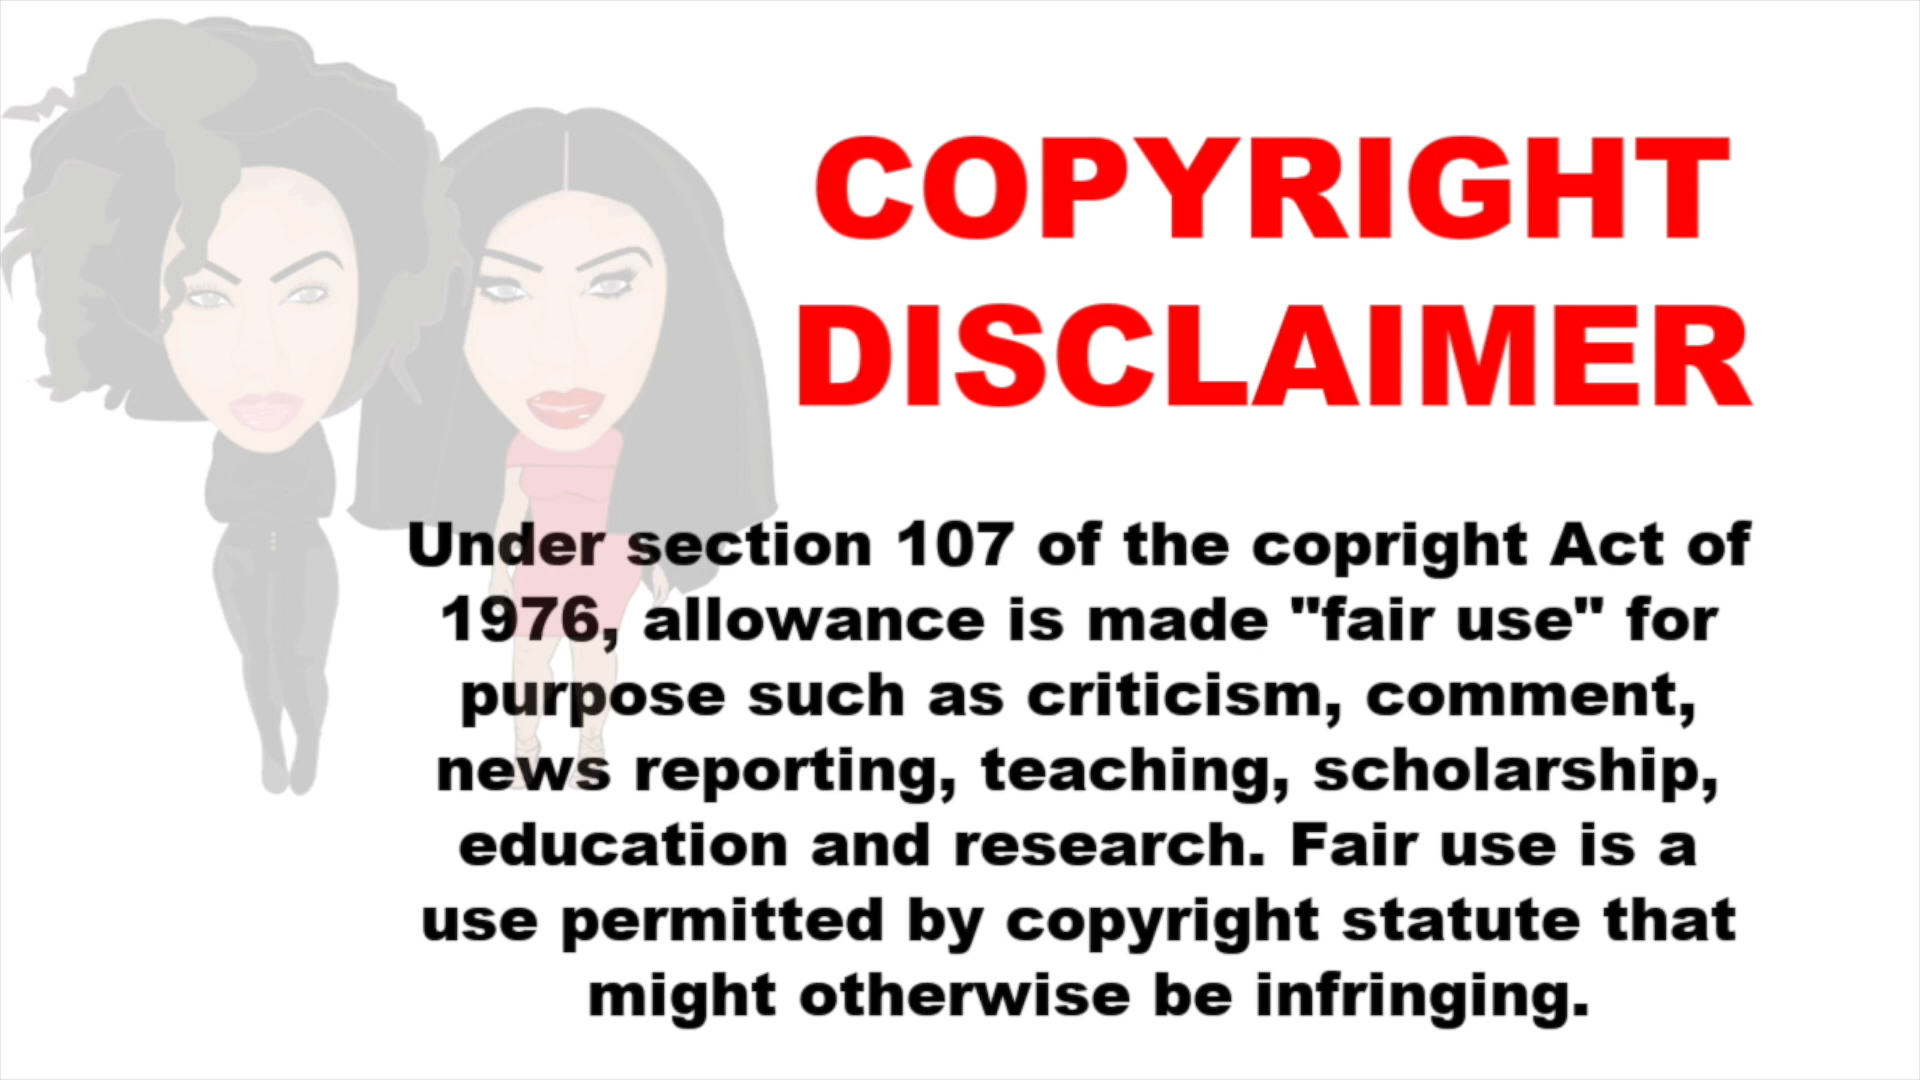 COPYRIGHT
DISCLAIMER
Under section 107 of the copright Act of
1976, allowance is made "fair use" for
purpose such as criticism, comment,
news reporting, teaching, scholarship,
education and research. Fair use is a
use permitted by copyright statute that
might otherwise be infringing.